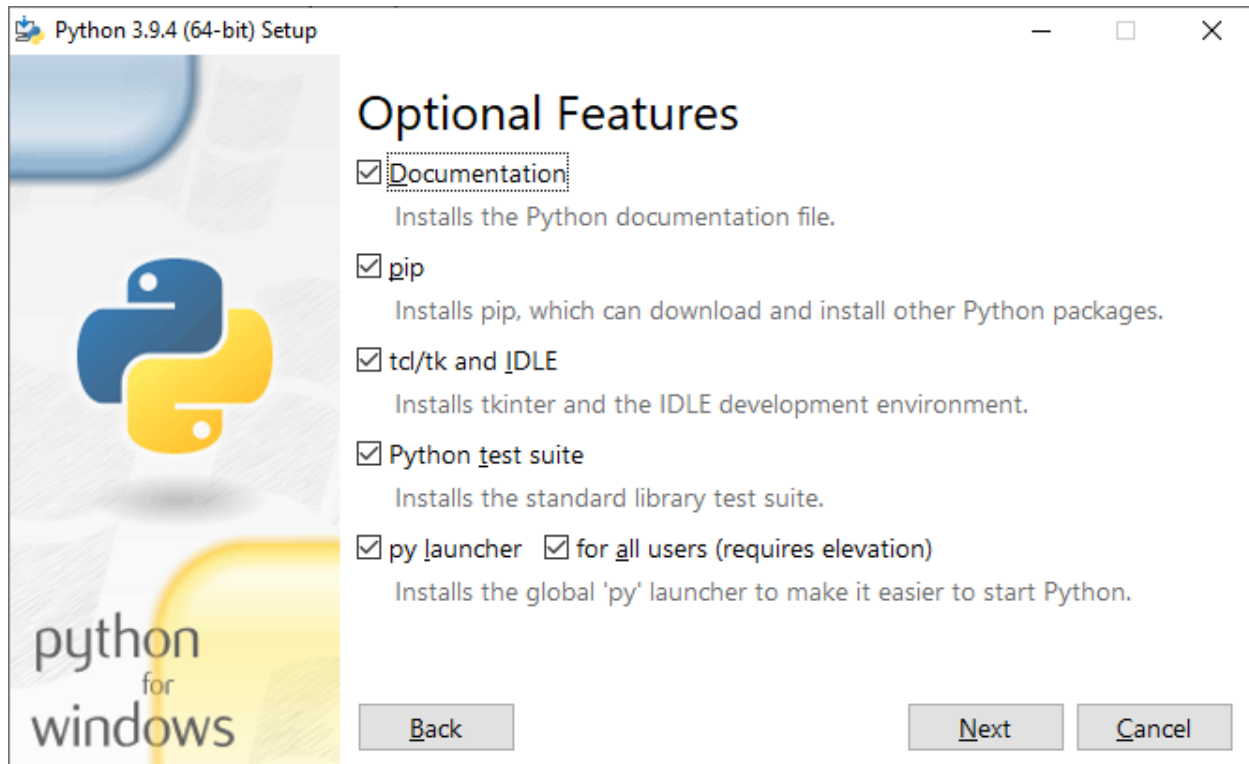 Python 3.9.4 (64-bit) Setup
Optional Features
Documentation
Installs the Python documentation file.
pip
Installs pip, which can download and install other Python packages.
tcl/tk and IDLE
Installs tkinter and the IDLE development environment.
Python test suite
Installs the standard library test suite.
py launcher for all users (requires elevation)
Installs the global 'py' launcher to make it easier to start Python.
python
for
windows
Back Next Cancel